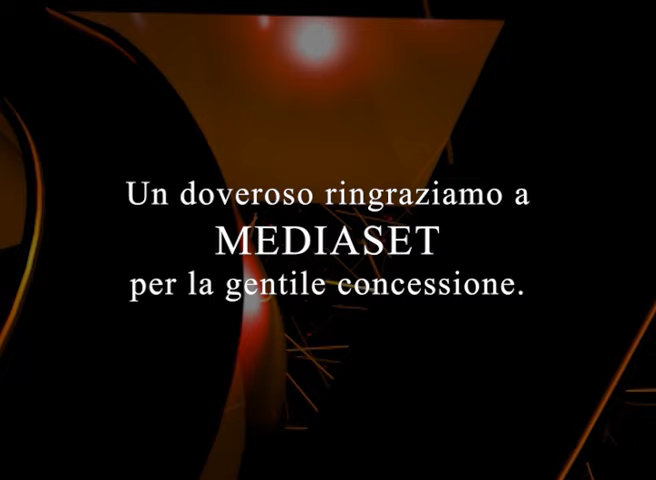 Un doveroso ringraziamo a
MEDIASET
per la gentile concessione.